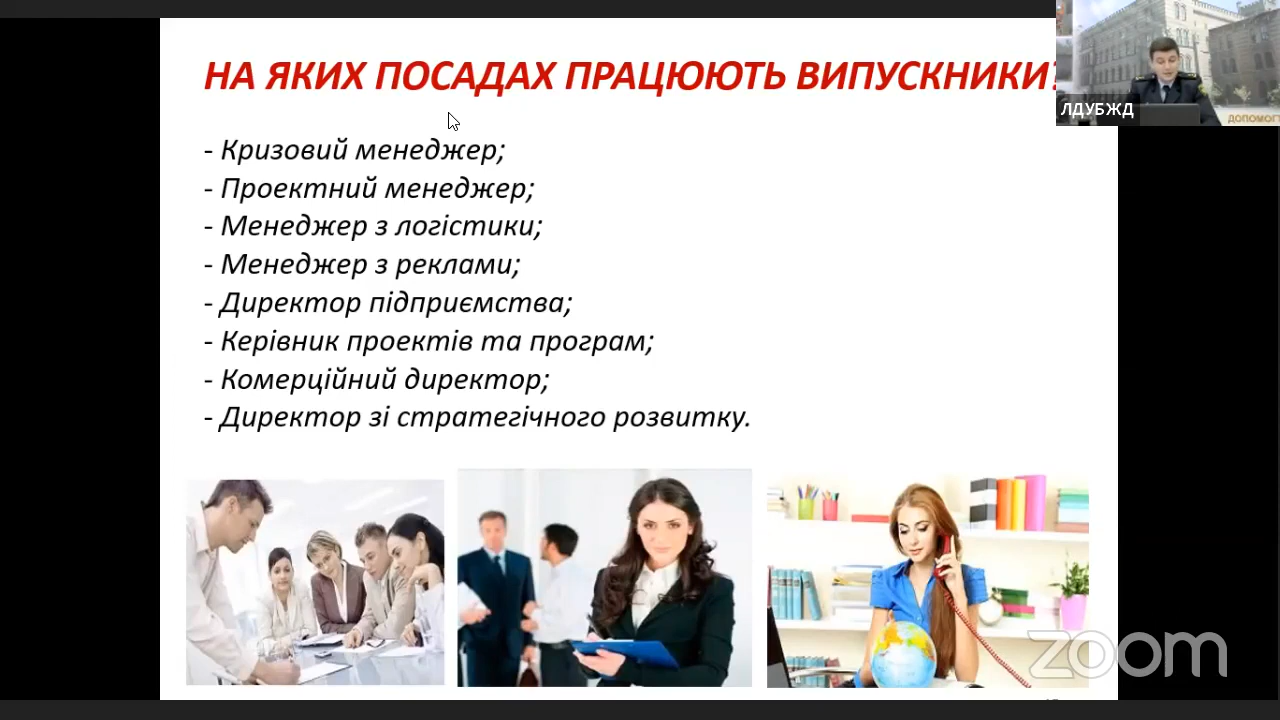 НА ЯКИХ ПОСАДАХ ПРАЦЮЮТЬ ВИПУСКНИКИ?
- Кризовий менеджер;
- Проектний менеджер;
- Менеджер з логістики;
- Менеджер з реклами;
- Директор підприємства;
- Керівник проектів та програм;
- Комерційний директор;
- Директор зі стратегічного розвитку.
ЛДУБЖД
zoom